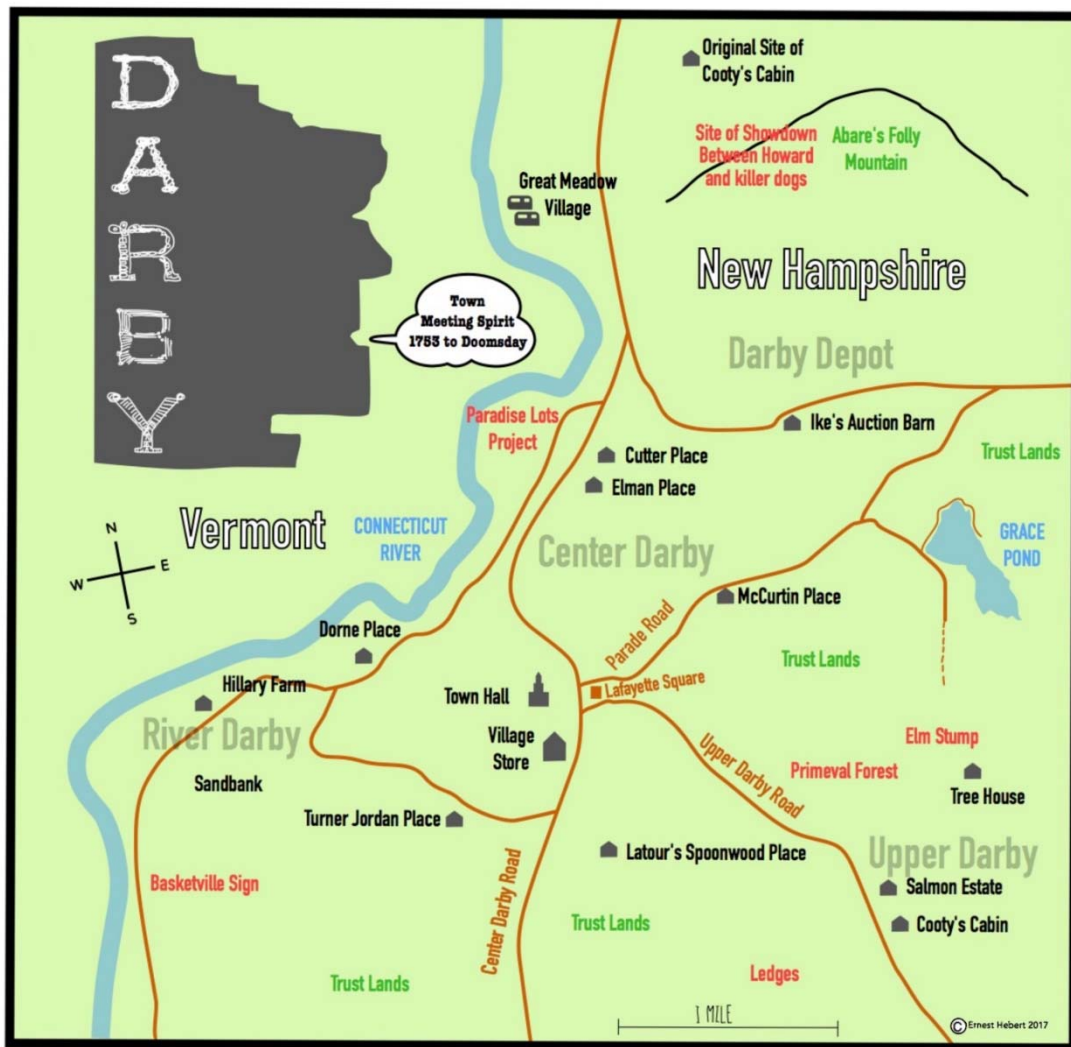 DARBY
Original Site of
Cooty's Cabin
Site of Showdown
Between Howard
and killer dogs
Abare's Folly
Mountain
Great Meadow
Village
New Hampshire
Town
Meeting Spirit
1753 to Doomsday
Darby Depot
Paradise Lots
Project
Ike's Auction Barn
Cutter Place
Trust Lands
Elman Place
Vermont
CONNECTICUT
RIVER
N
W
E
S
Center Darby
GRACE
POND
McCurtin Place
Dorne Place
Parade Road
Trust Lands
Hillary Farm
Town Hall
Lafayette Square
River Darby
Village
Store
Upper Darby Road
Elm Stump
Primeval Forest
Sandbank
Tree House
Turner Jordan Place
Latour's Spoonwood Place
Upper Darby
Basketville Sign
Center Darby Road
Salmon Estate
Trust Lands
Cooty's Cabin
Trust Lands
Ledges
1 MILE
© Ernest Hebert 2017